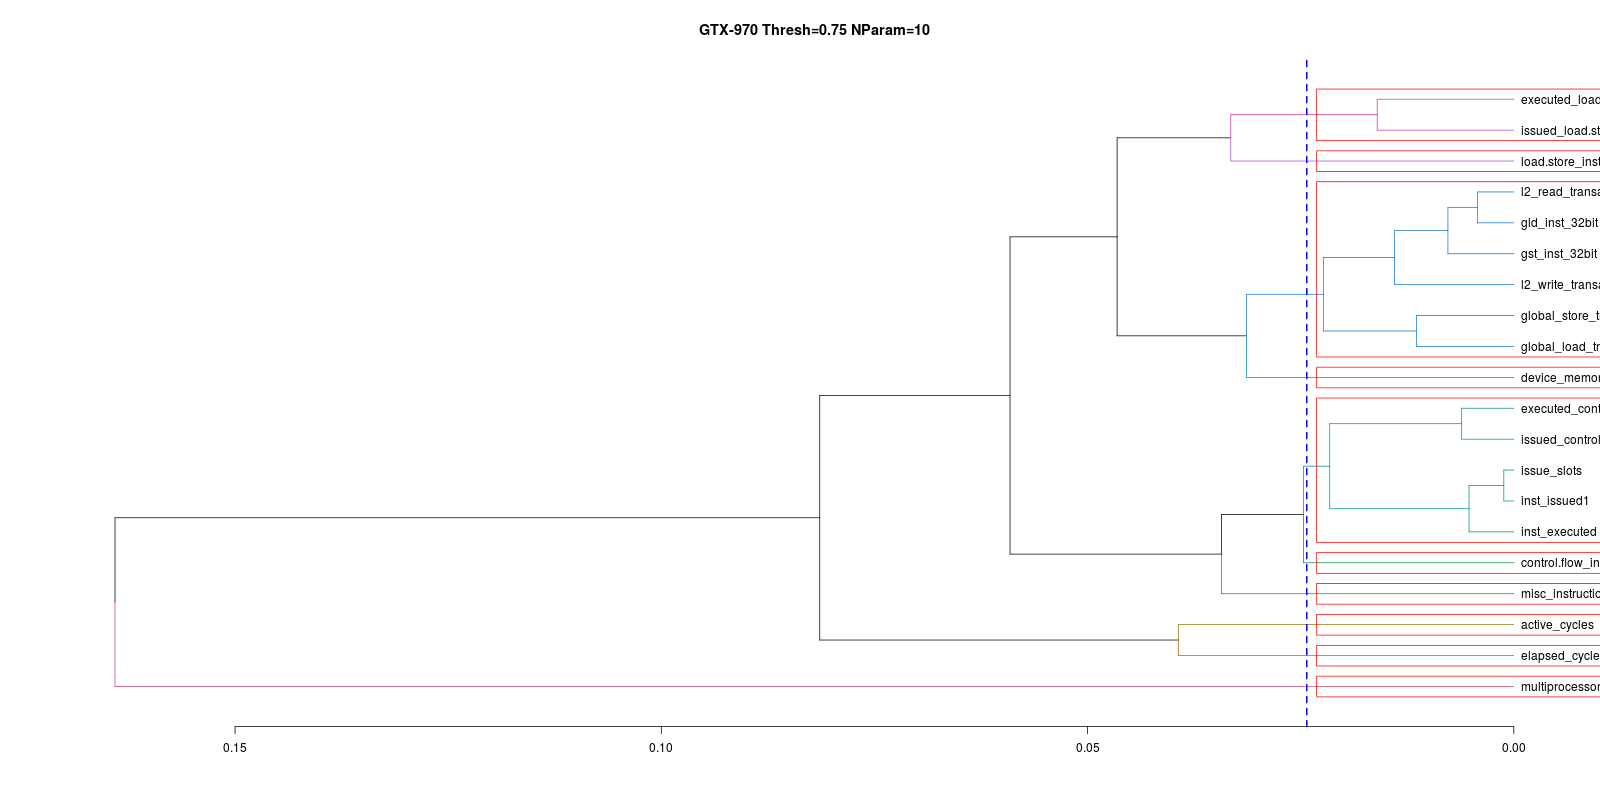 GTX-970 Thresh=0.75 NParam=10
executed_load
issued_load.st
load.store_inst
l2_read_transa
gld_inst_32bit
gst_inst_32bit
l2_write_transa
global_store_t
global_load_tr
device_memor
executed_cont
issued_control
issue_slots
inst_issued1
inst_executed
control.flow_in
misc_instructio
active_cycles
elapsed_cycle
multiprocessor
0.15 0.10 0.05 0.00